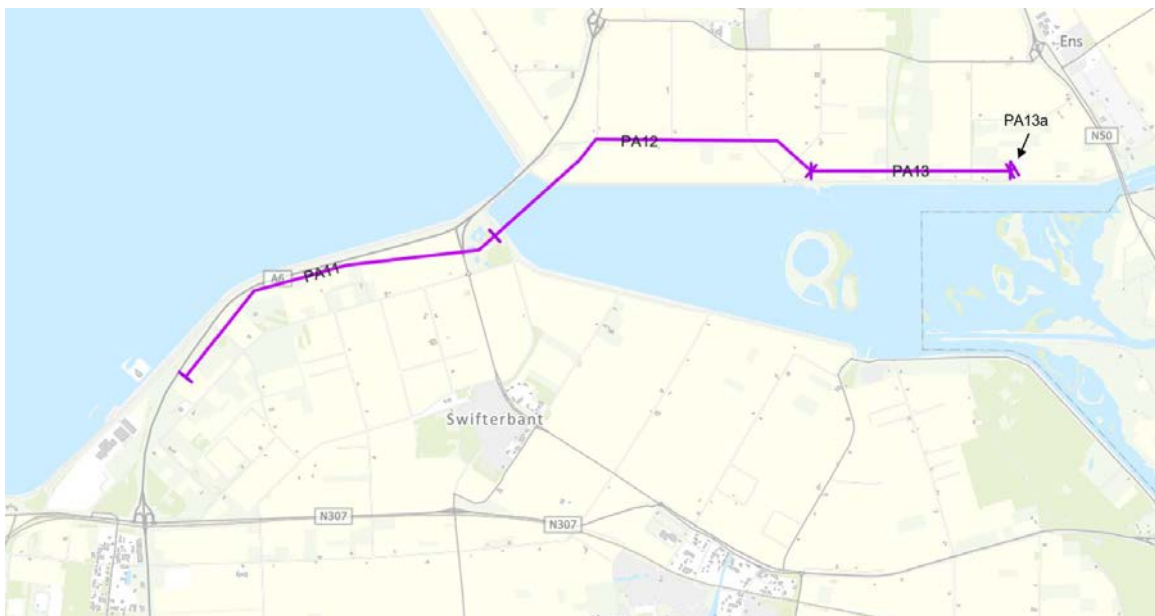 Ens
PA13a
N50
PA12
PA13
A6
PA11
Swifterbant
N307
N307